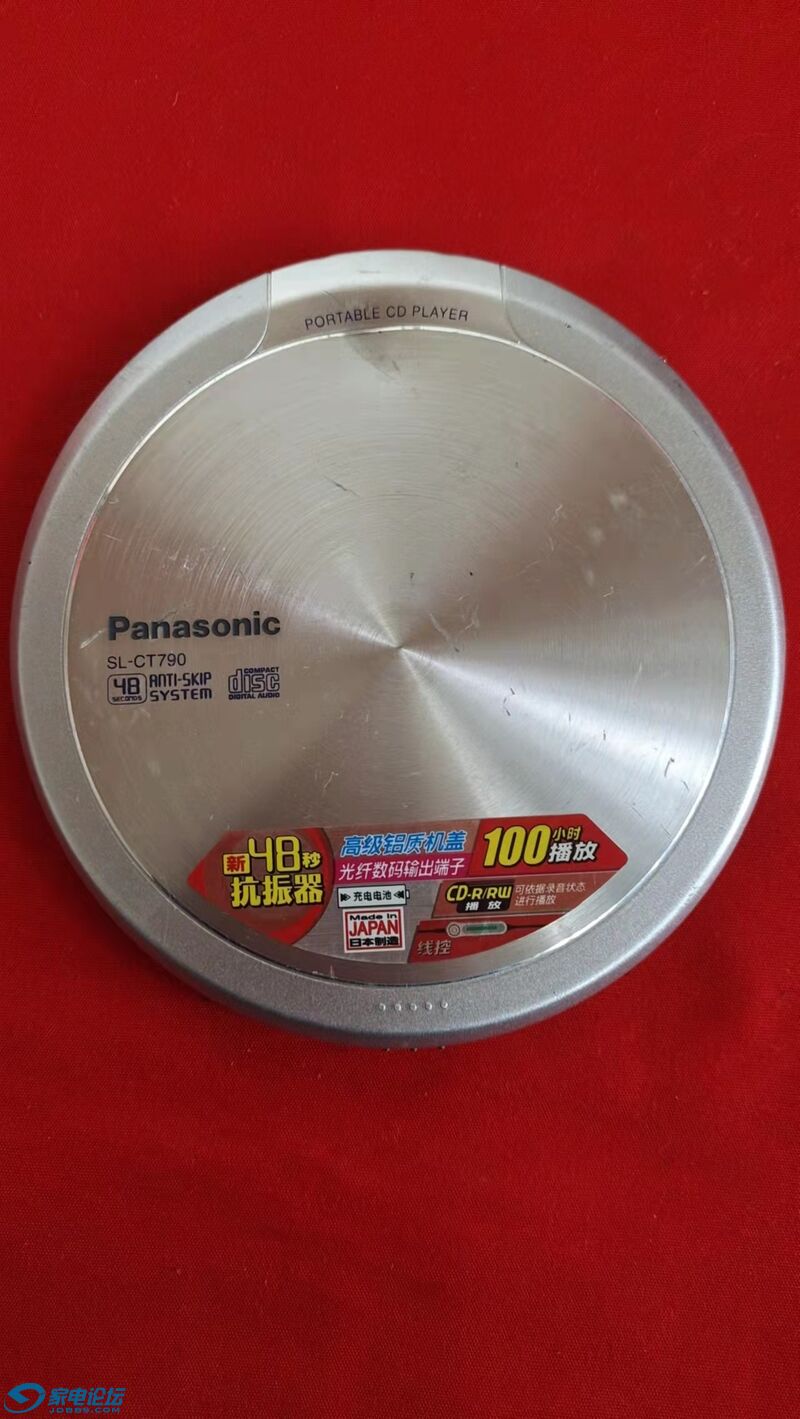 PORTABLE CD PLAYER
Panasonic
SL-CT790
48 SECONDS ANTI-SKIP SYSTEM
COMPACT disc DIGITAL AUDIO
新48秒
抗振器
高级铝质机盖
光纤数码输出端子
100小时
播放
充电电池
CD-R/RW
播放
可依据录音状态
进行播放
Made in
JAPAN
日本制造
线控
家电论坛
JDBBS.COM